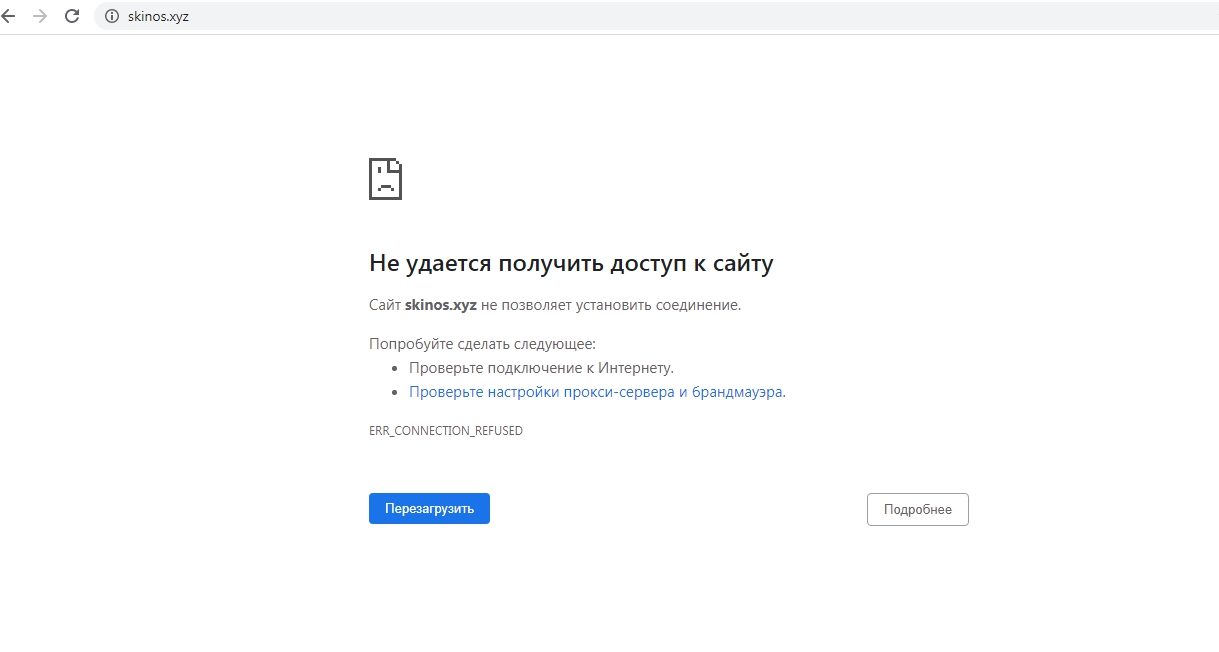 skinos.xyz
Не удается получить доступ к сайту
Сайт skinos.xyz не позволяет установить соединение.
Попробуйте сделать следующее:
Проверьте подключение к Интернету.
Проверьте настройки прокси-сервера и брандмауэра.
ERR_CONNECTION_REFUSED
Перезагрузить
Подробнее